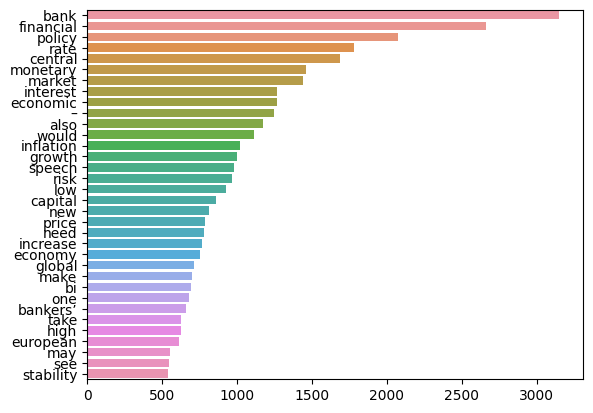 bank
financial
policy
rate
central
monetary
market
interest
economic
–
also
would
inflation
growth
speech
risk
low
capital
new
price
need
increase
economy
global
make
bi
one
bankers'
take
high
european
may
see
stability
0 500 1000 1500 2000 2500 3000